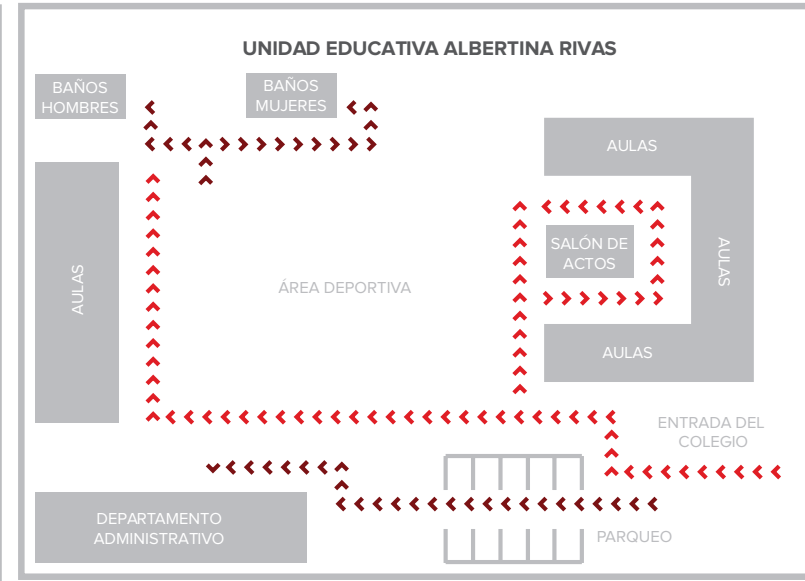 UNIDAD EDUCATIVA ALBERTINA RIVAS
BAÑOS
HOMBRES
BAÑOS
MUJERES
AULAS
AULAS
SALÓN DE
ACTOS
AULAS
ÁREA DEPORTIVA
AULAS
ENTRADA DEL
COLEGIO
DEPARTAMENTO
ADMINISTRATIVO
PARQUEO